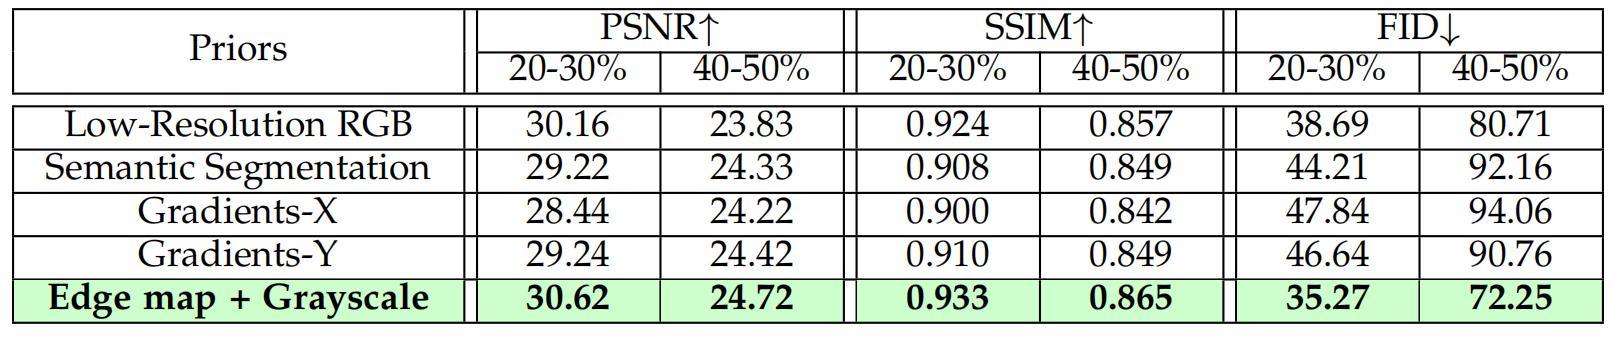 Priors PSNR↑ SSIM↑ FID↓
20-30% 40-50% 20-30% 40-50% 20-30% 40-50%
Low-Resolution RGB 30.16 23.83 0.924 0.857 38.69 80.71
Semantic Segmentation 29.22 24.33 0.908 0.849 44.21 92.16
Gradients-X 28.44 24.22 0.900 0.842 47.84 94.06
Gradients-Y 29.24 24.42 0.910 0.849 46.64 90.76
Edge map + Grayscale 30.62 24.72 0.933 0.865 35.27 72.25